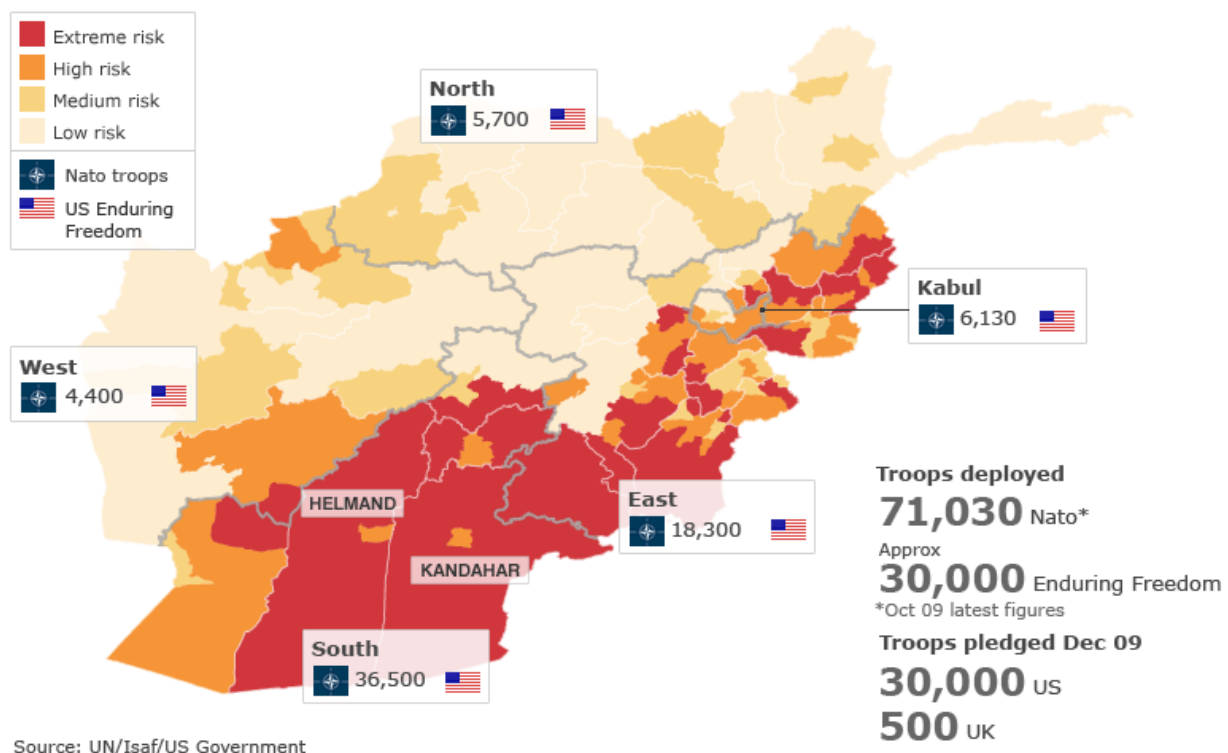 Extreme risk
High risk
Medium risk
Low risk
Nato troops
US Enduring
Freedom
North
5,700
Kabul
6,130
West
4,400
HELMAND
East
18,300
KANDAHAR
South
36,500
Troops deployed
71,030 Nato*
Approx
30,000 Enduring Freedom
*Oct 09 latest figures
Troops pledged Dec 09
30,000 US
500 UK
Source: UN/Isaf/US Government